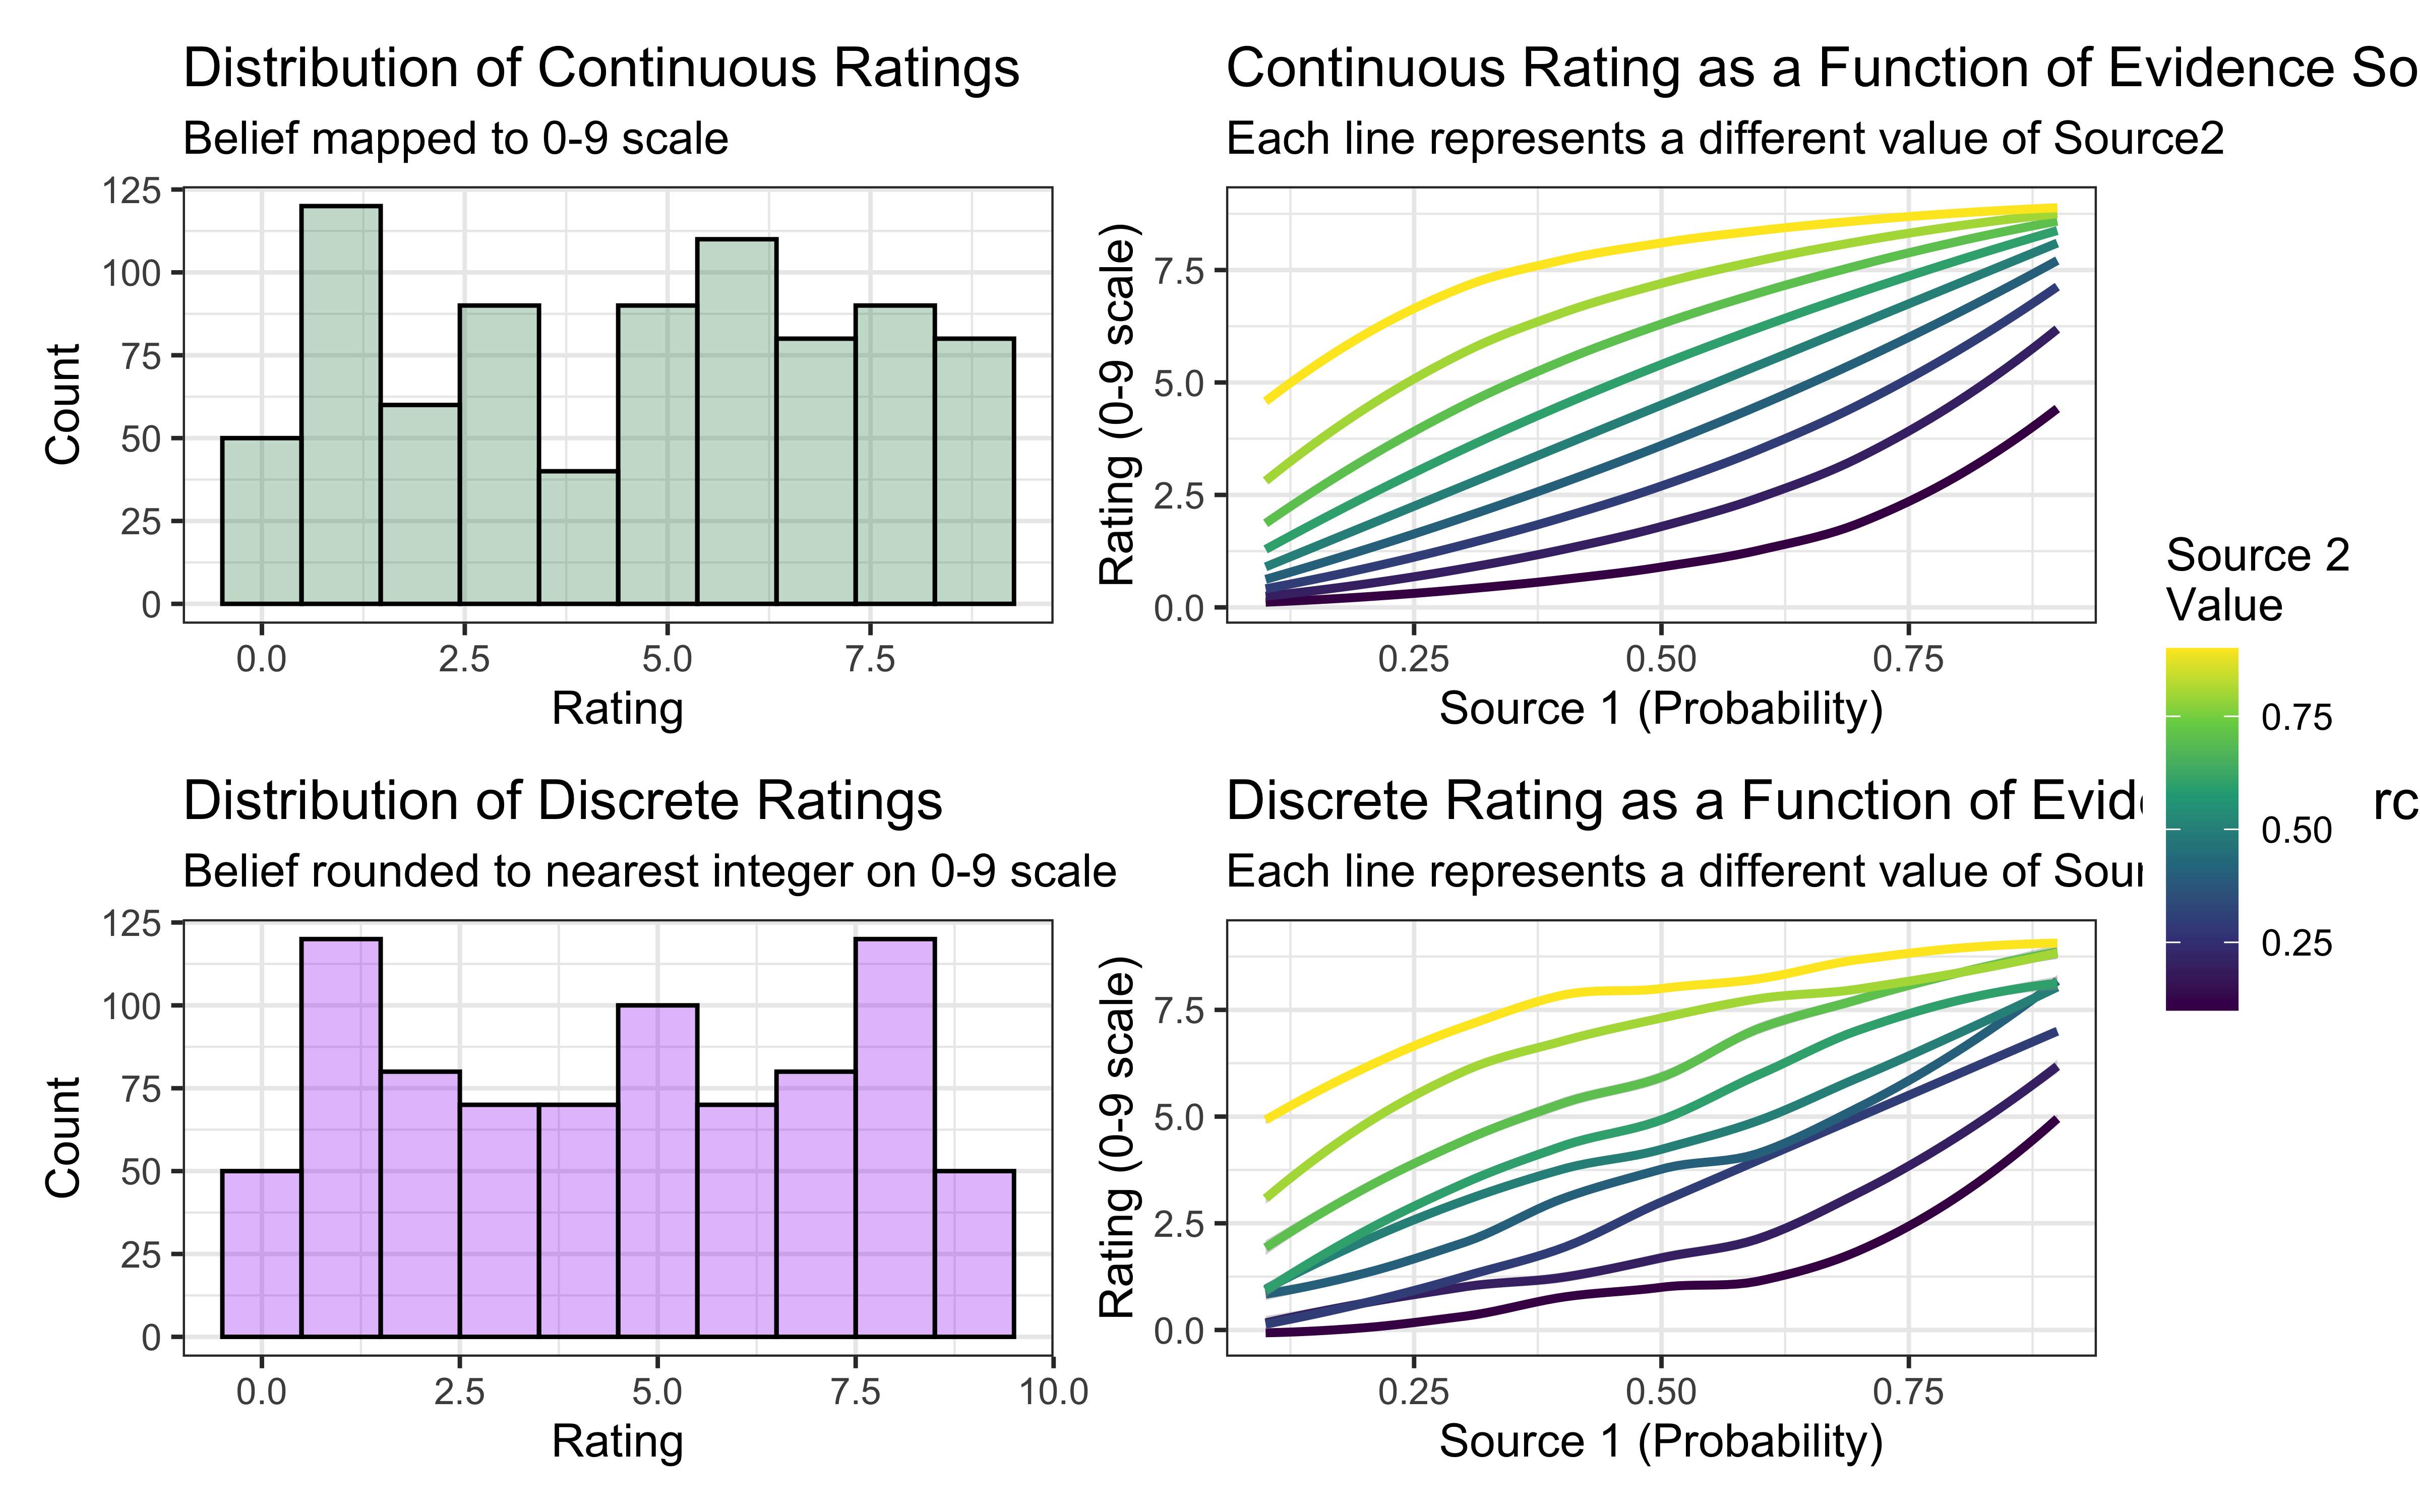 Distribution of Continuous Ratings
Belief mapped to 0-9 scale
125
100
75
50
25
0
Count
0.0 2.5 5.0 7.5
Rating
Continuous Rating as a Function of Evidence So
Each line represents a different value of Source2
7.5
5.0
2.5
0.0
Rating (0-9 scale)
0.25 0.50 0.75
Source 1 (Probability)
Distribution of Discrete Ratings
Belief rounded to nearest integer on 0-9 scale
125
100
75
50
25
0
Count
0.0 2.5 5.0 7.5 10.0
Rating
Discrete Rating as a Function of Evid rc
Each line represents a different value of Sour
7.5
5.0
2.5
0.0
Rating (0-9 scale)
0.25 0.50 0.75
Source 1 (Probability)
Source 2
Value
0.75
0.50
0.25